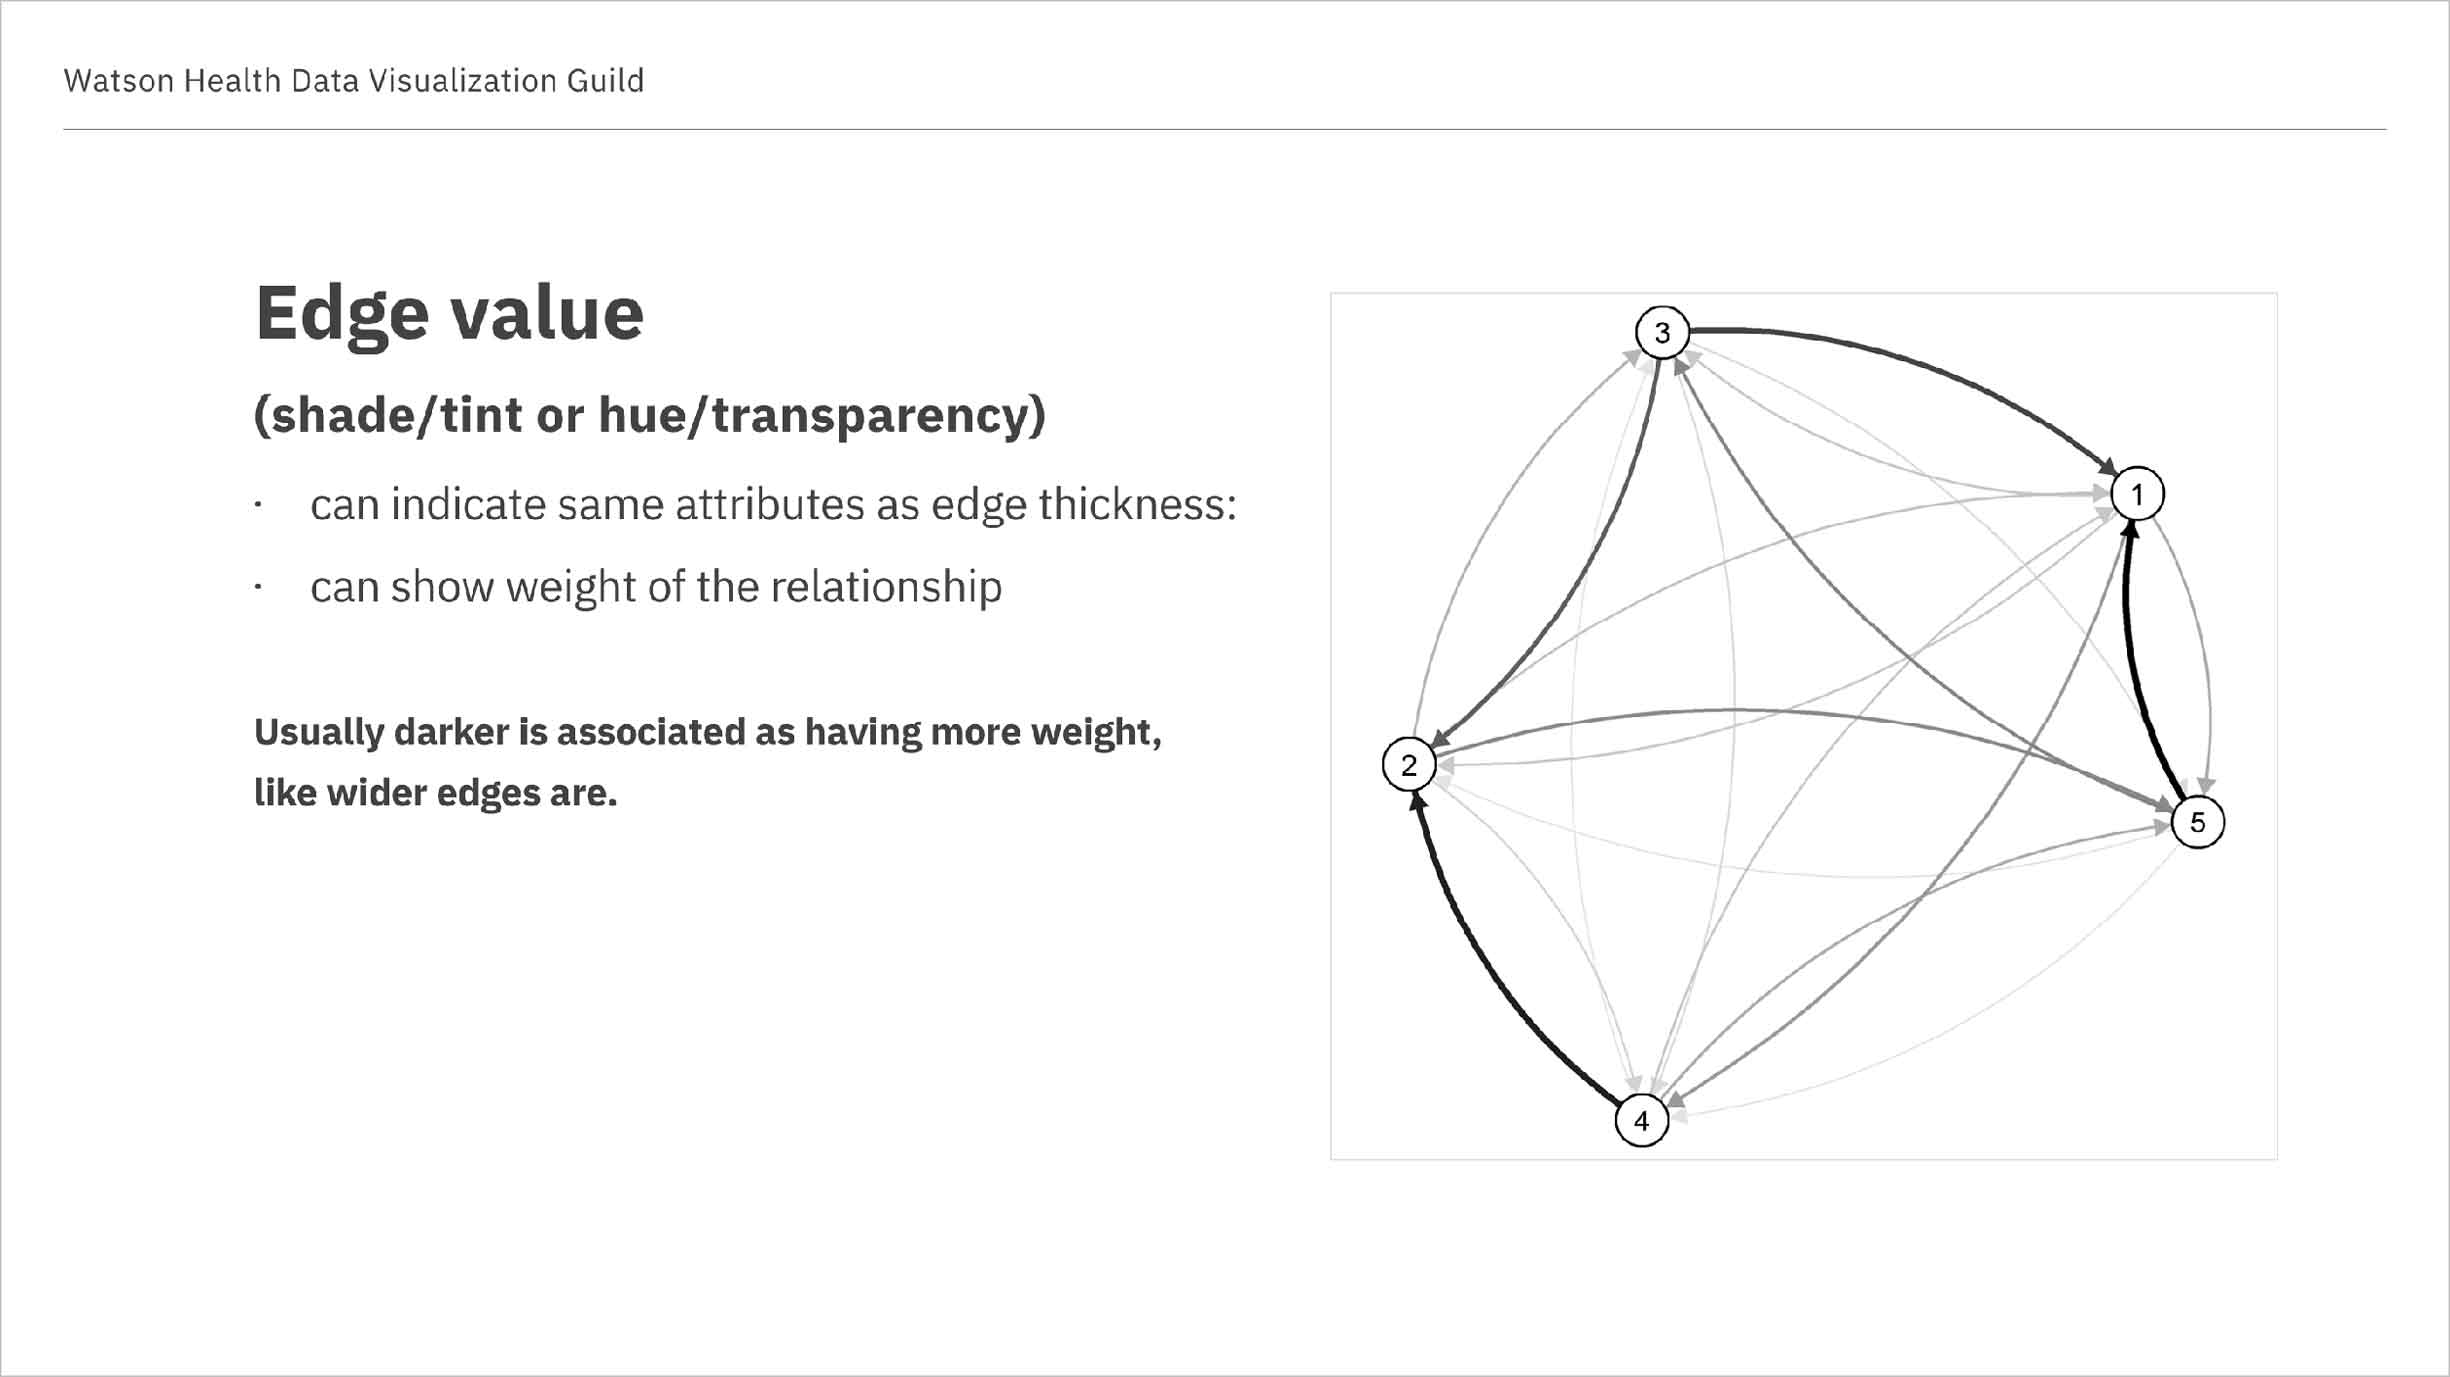 Watson Health Data Visualization Guild
Edge value
(shade/tint or hue/transparency)
· can indicate same attributes as edge thickness:
· can show weight of the relationship
Usually darker is associated as having more weight,
like wider edges are.
3
1
2
5
4